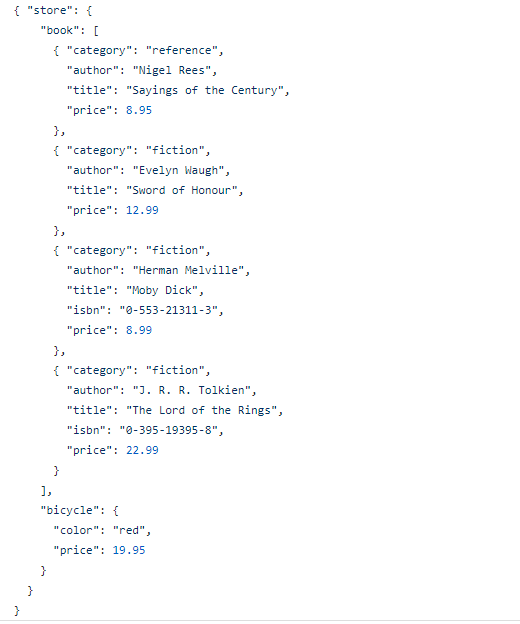 { "store": {
    "book": [
      { "category": "reference",
        "author": "Nigel Rees",
        "title": "Sayings of the Century",
        "price": 8.95
      },
      { "category": "fiction",
        "author": "Evelyn Waugh",
        "title": "Sword of Honour",
        "price": 12.99
      },
      { "category": "fiction",
        "author": "Herman Melville",
        "title": "Moby Dick",
        "isbn": "0-553-21311-3",
        "price": 8.99
      },
      { "category": "fiction",
        "author": "J. R. R. Tolkien",
        "title": "The Lord of the Rings",
        "isbn": "0-395-19395-8",
        "price": 22.99
      }
    ],
    "bicycle": {
      "color": "red",
      "price": 19.95
    }
  }
}